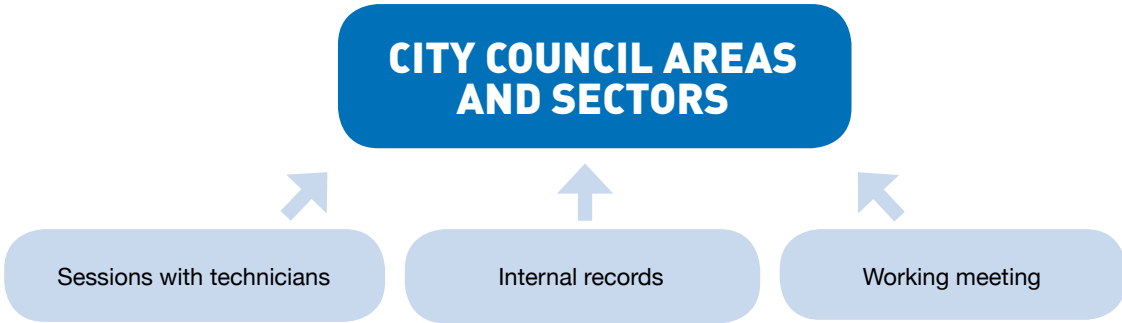 CITY COUNCIL AREAS
AND SECTORS
Sessions with technicians
Internal records
Working meeting